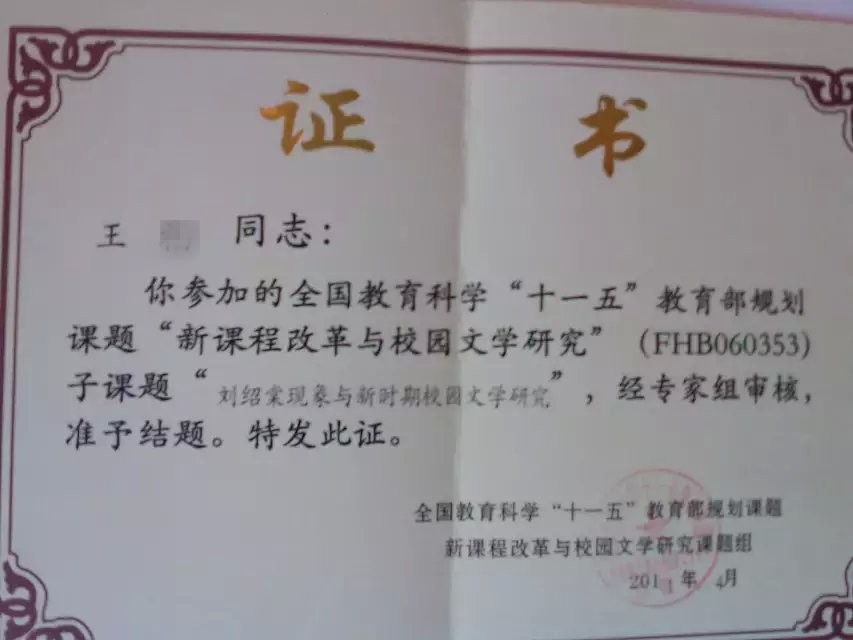 证书
王 同志：
你参加的全国教育科学“十一五”教育部规划
课题“新课程改革与校园文学研究”（FHB060353）
子课题“刘绍棠现象与新时期校园文学研究”，经专家组审核，
准予结题。特发此证。
全国教育科学“十一五”教育部规划课题
新课程改革与校园文学研究课题组
2011年4月